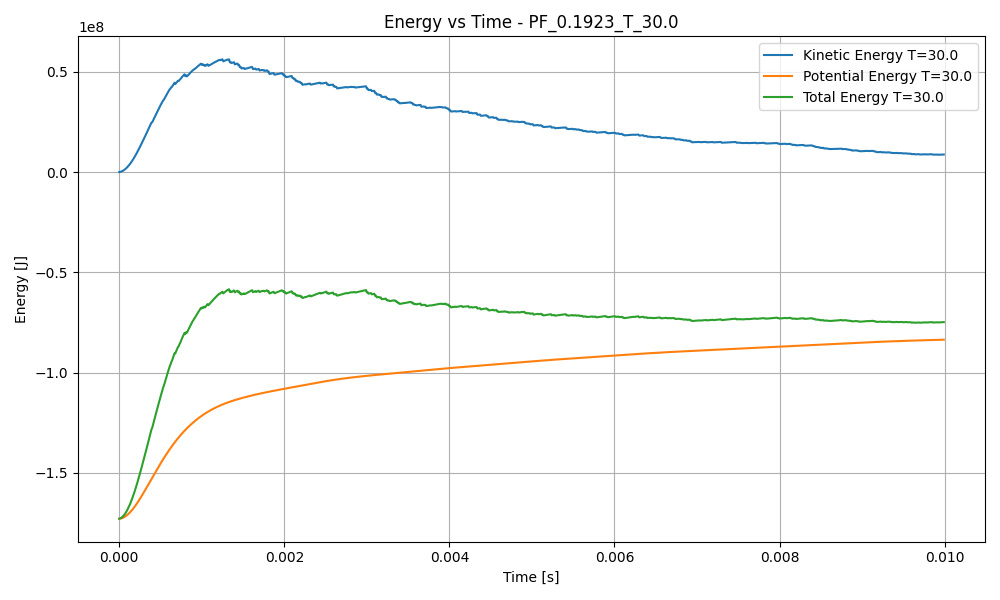 Energy vs Time - PF_0.1923_T_30.0
1e8
Kinetic Energy T=30.0
Potential Energy T=30.0
Total Energy T=30.0
0.5
0.0
−0.5
−1.0
−1.5
Energy [J]
0.000 0.002 0.004 0.006 0.008 0.010
Time [s]